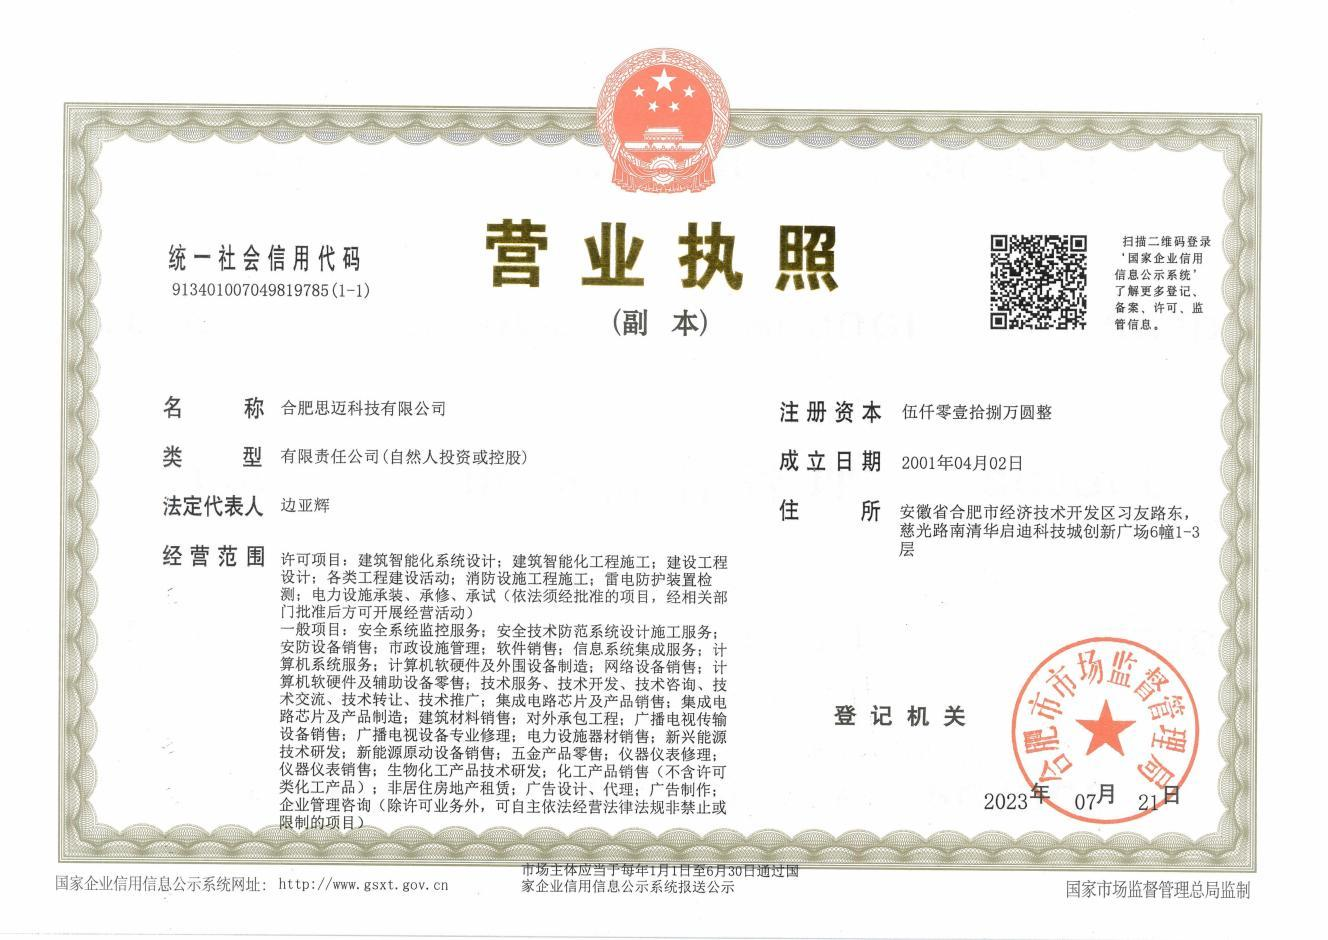 营业执照
(副 本)
统一社会信用代码
913401007049819785(1-1)
扫描二维码登录
‘国家企业信用
信息公示系统’
了解更多登记、
备案、许可、监
管信息。
名 称 合肥思迈科技有限公司
类 型 有限责任公司(自然人投资或控股)
法定代表人 边亚辉
经营范围 许可项目：建筑智能化系统设计；建筑智能化工程施工；建设工程
设计；各类工程建设活动；消防设施工程施工；雷电防护装置检
测；电力设施承装、承修、承试（依法须经批准的项目，经相关部
门批准后方可开展经营活动）
一般项目：安全系统监控服务；安全技术防范系统设计施工服务；
安防设备销售；市政设施管理；软件销售；信息系统集成服务；计
算机系统服务；计算机软硬件及外围设备制造；网络设备销售；计
算机软硬件及辅助设备零售；技术服务、技术开发、技术咨询、技
术交流、技术转让、技术推广；集成电路芯片及产品销售；集成电
路芯片及产品制造；建筑材料销售；对外承包工程；广播电视传输
设备销售；广播电视设备专业修理；电力设施器材销售；新兴能源
技术研发；新能源原动设备销售；五金产品零售；仪器仪表修理；
仪器仪表销售；生物化工产品技术研发；化工产品销售（不含许可
类化工产品）；非居住房地产租赁；广告设计、代理；广告制作；
企业管理咨询（除许可业务外，可自主依法经营法律法规非禁止或
限制的项目）
注册资本 伍仟零壹拾捌万圆整
成立日期 2001年04月02日
住 所 安徽省合肥市经济技术开发区习友路东，
慈光路南清华启迪科技城创新广场6幢1-3
层
登记机关
合肥市市场监督管理局
2023年 07月 21日
国家企业信用信息公示系统网址：http://www.gsxt.gov.cn
市场主体应当于每年1月1日至6月30日通过国
家企业信用信息公示系统报送公示
国家市场监督管理总局监制